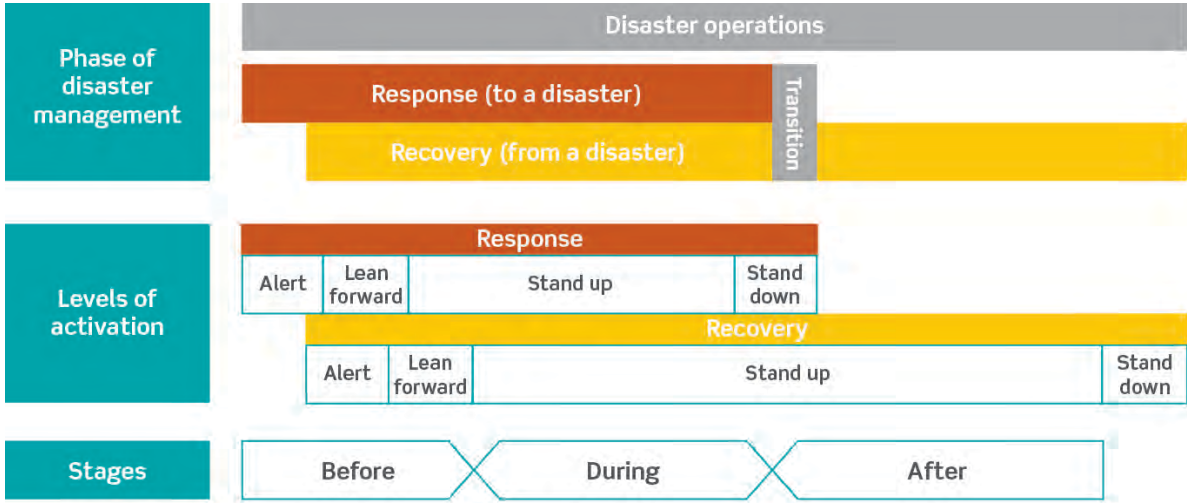 Phase of
disaster
management
Disaster operations
Response (to a disaster)
Transition
Recovery (from a disaster)
Levels of
activation
Response
Alert
Lean
forward
Stand up
Stand
down
Recovery
Alert
Lean
forward
Stand up
Stand
down
Stages
Before
During
After